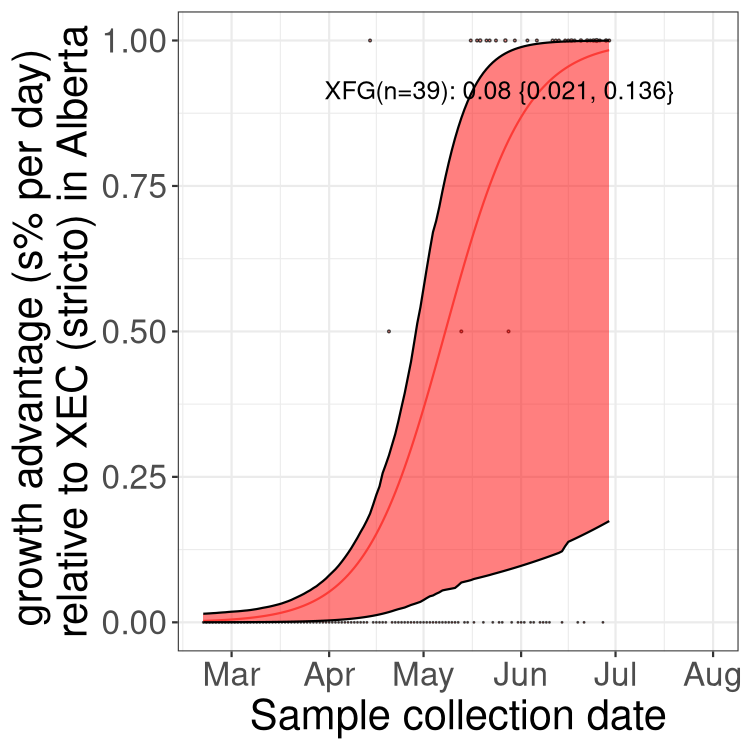 growth advantage (s% per day)
relative to XEC (stricto) in Alberta
1.00
0.75
0.50
0.25
0.00
XFG(n=39): 0.08 {0.021, 0.136}
Mar Apr May Jun Jul Aug
Sample collection date